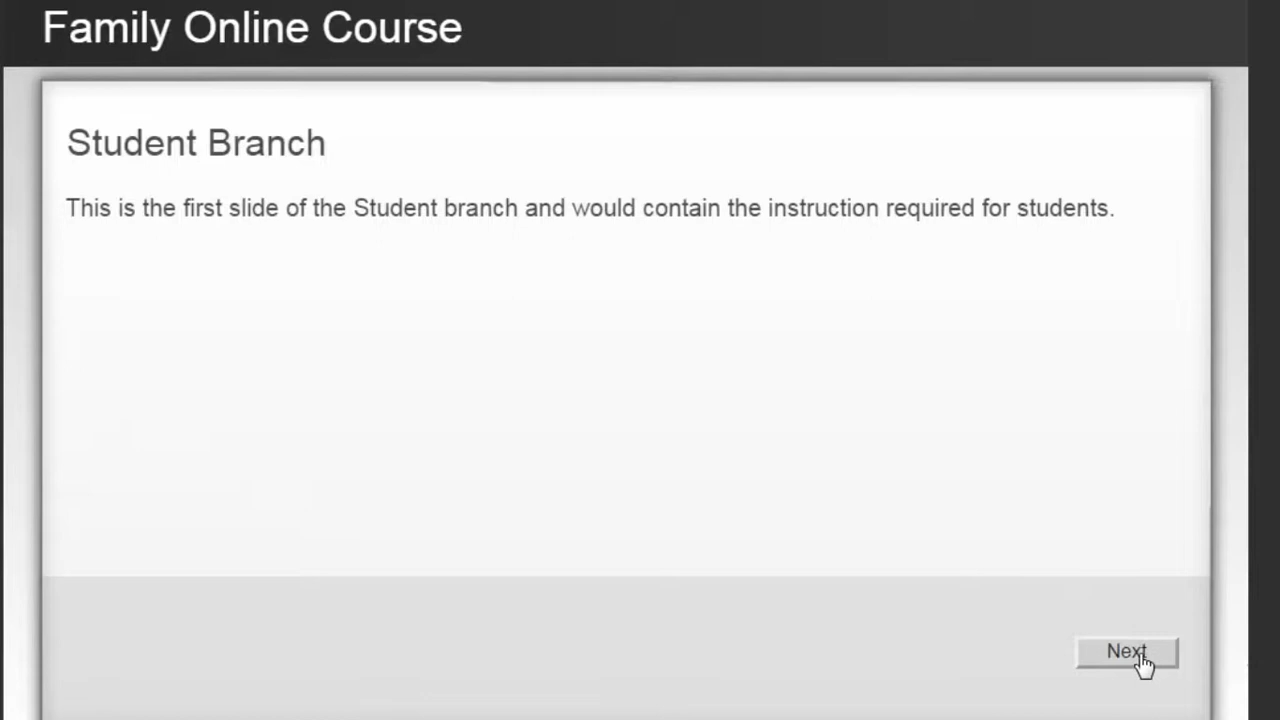 Family Online Course
Student Branch
This is the first slide of the Student branch and would contain the instruction required for students.
Next